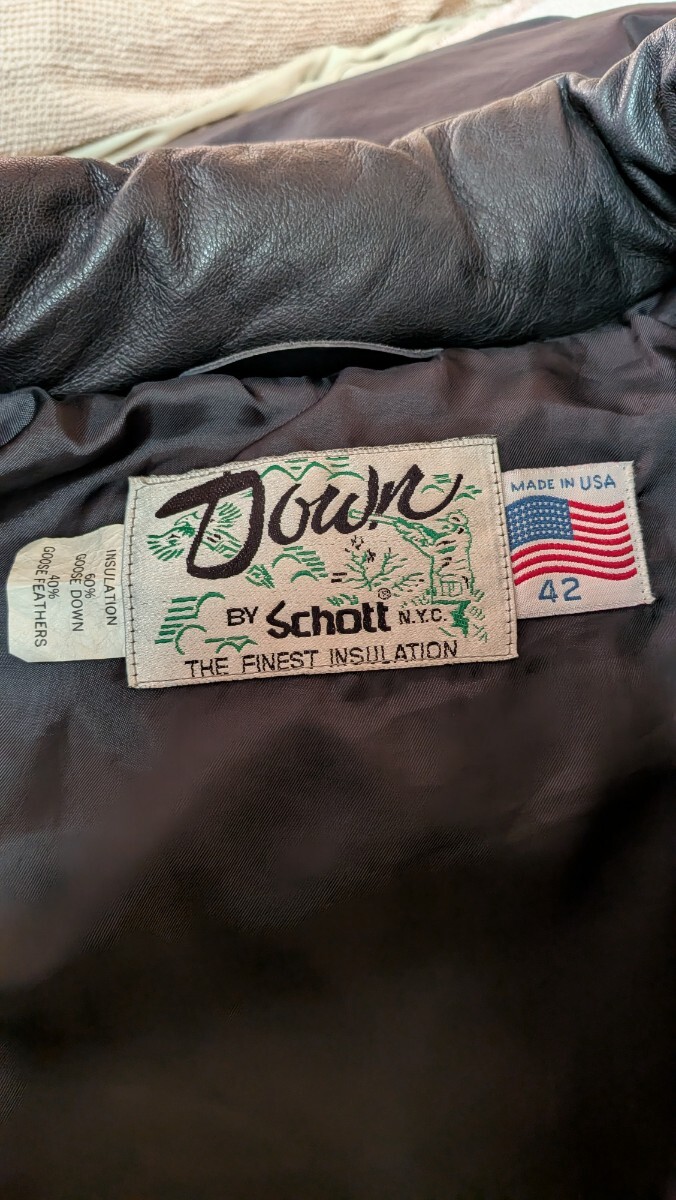 INSULATION
60%
GOOSE DOWN
40%
GOOSE FEATHERS
Down
BY Schott® N.Y.C.
THE FINEST INSULATION
MADE IN USA
42